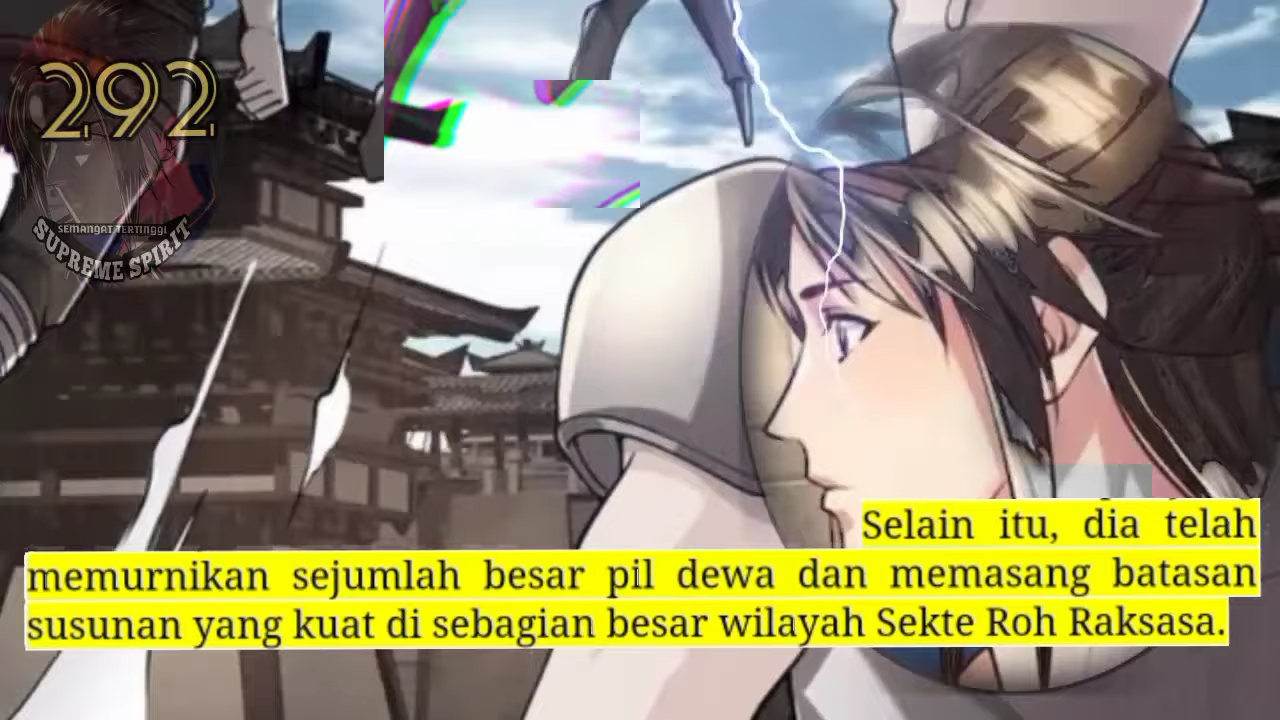 292
SEMANGAT TERTINGGI
SUPREME SPIRIT
Selain itu, dia telah
memurnikan sejumlah besar pil dewa dan memasang batasan
susunan yang kuat di sebagian besar wilayah Sekte Roh Raksasa.